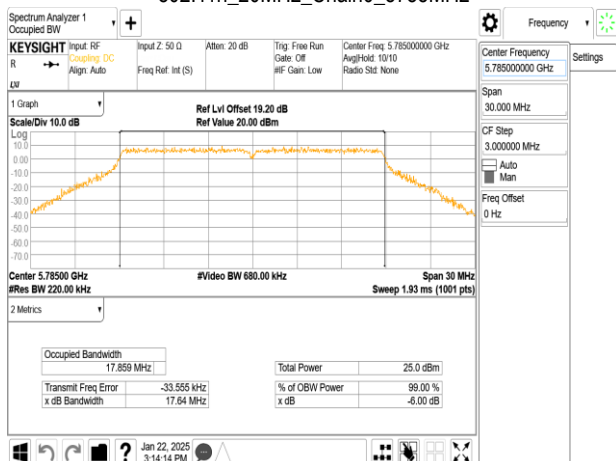 802.11n_20MHz_Chain0_5785MHz
Spectrum Analyzer 1
Occupied BW
KEYSIGHT
R
Input: RF
Coupling: DC
Align: Auto
Input Z: 50 Ω
Freq Ref: Int (S)
Atten: 20 dB
Trig: Free Run
Gate: Off
#IF Gain: Low
Center Freq: 5.785000000 GHz
Avg|Hold: 10/10
Radio Std: None
1 Graph
Scale/Div 10.0 dB
Ref Lvl Offset 19.20 dB
Ref Value 20.00 dBm
Log
10.0
0.00
-10.0
-20.0
-30.0
-40.0
-50.0
-60.0
-70.0
Center 5.78500 GHz
#Res BW 220.00 kHz
#Video BW 680.00 kHz
Span 30 MHz
Sweep 1.93 ms (1001 pts)
2 Metrics
Occupied Bandwidth
17.859 MHz
Total Power 25.0 dBm
Transmit Freq Error -33.555 kHz
% of OBW Power 99.00 %
x dB Bandwidth 17.64 MHz
x dB -6.00 dB
?
Jan 22, 2025
3:14:14 PM
Frequency
Center Frequency
5.785000000 GHz
Settings
Span
30.000 MHz
CF Step
3.000000 MHz
Auto
Man
Freq Offset
0 Hz